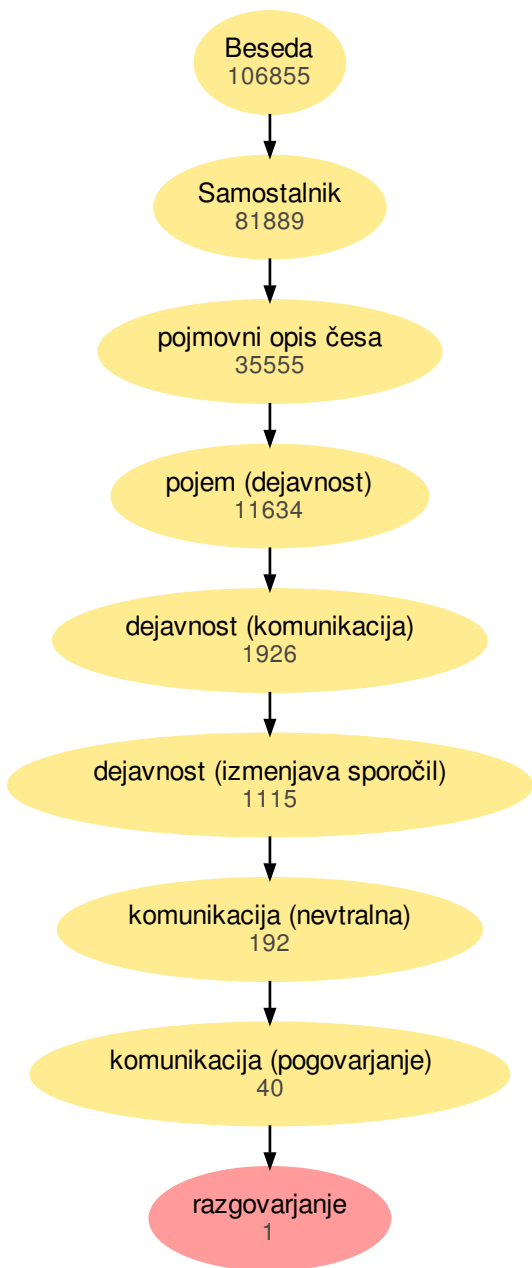 Beseda
106855
Samostalnik
81889
pojmovni opis česa
35555
pojem (dejavnost)
11634
dejavnost (komunikacija)
1926
dejavnost (izmenjava sporočil)
1115
komunikacija (nevtralna)
192
komunikacija (pogovarjanje)
40
razgovarjanje
1